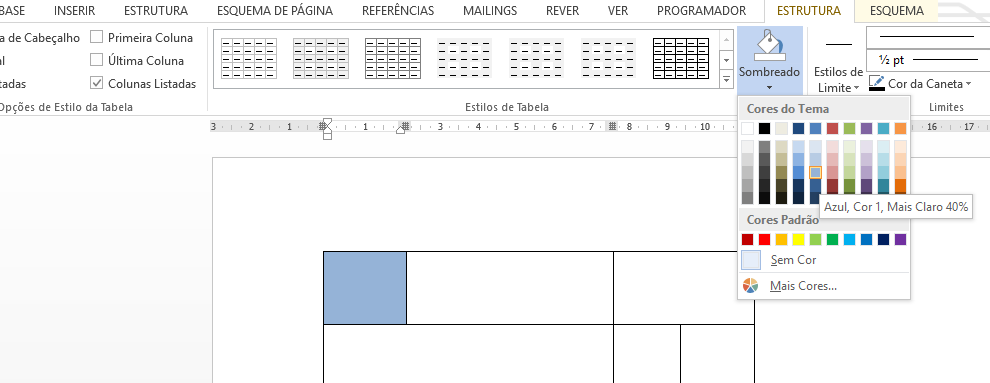 BASE INSERIR ESTRUTURA ESQUEMA DE PÁGINA REFERÊNCIAS MAILINGS REVER VER PROGRAMADOR ESTRUTURA ESQUEMA
a de Cabeçalho Primeira Coluna
al Última Coluna
tadas Colunas Listadas
Opções de Estilo da Tabela
Estilos de Tabela
Sombreado
Estilos de Limite
½ pt
Cor da Caneta
Limites
Cores do Tema
Azul, Cor 1, Mais Claro 40%
Cores Padrão
Sem Cor
Mais Cores...
3 2 1 1 2 3 4 5 6 7 8 9 10 16 17